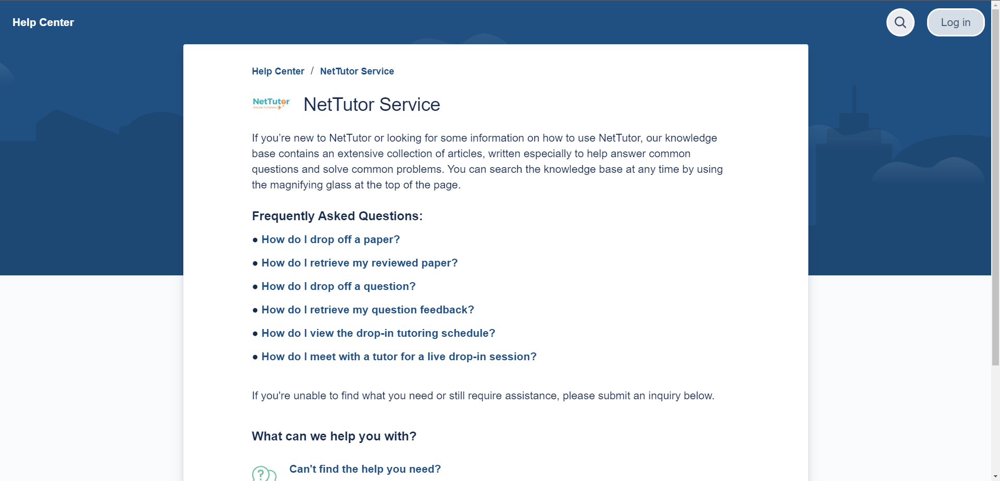 Help Center
Log in
Help Center / NetTutor Service
NetTutor
ONLINE TUTORING
NetTutor Service
If you’re new to NetTutor or looking for some information on how to use NetTutor, our knowledge
base contains an extensive collection of articles, written especially to help answer common
questions and solve common problems. You can search the knowledge base at any time by using
the magnifying glass at the top of the page.
Frequently Asked Questions:
● How do I drop off a paper?
● How do I retrieve my reviewed paper?
● How do I drop off a question?
● How do I retrieve my question feedback?
● How do I view the drop-in tutoring schedule?
● How do I meet with a tutor for a live drop-in session?
If you're unable to find what you need or still require assistance, please submit an inquiry below.
What can we help you with?
Can't find the help you need?